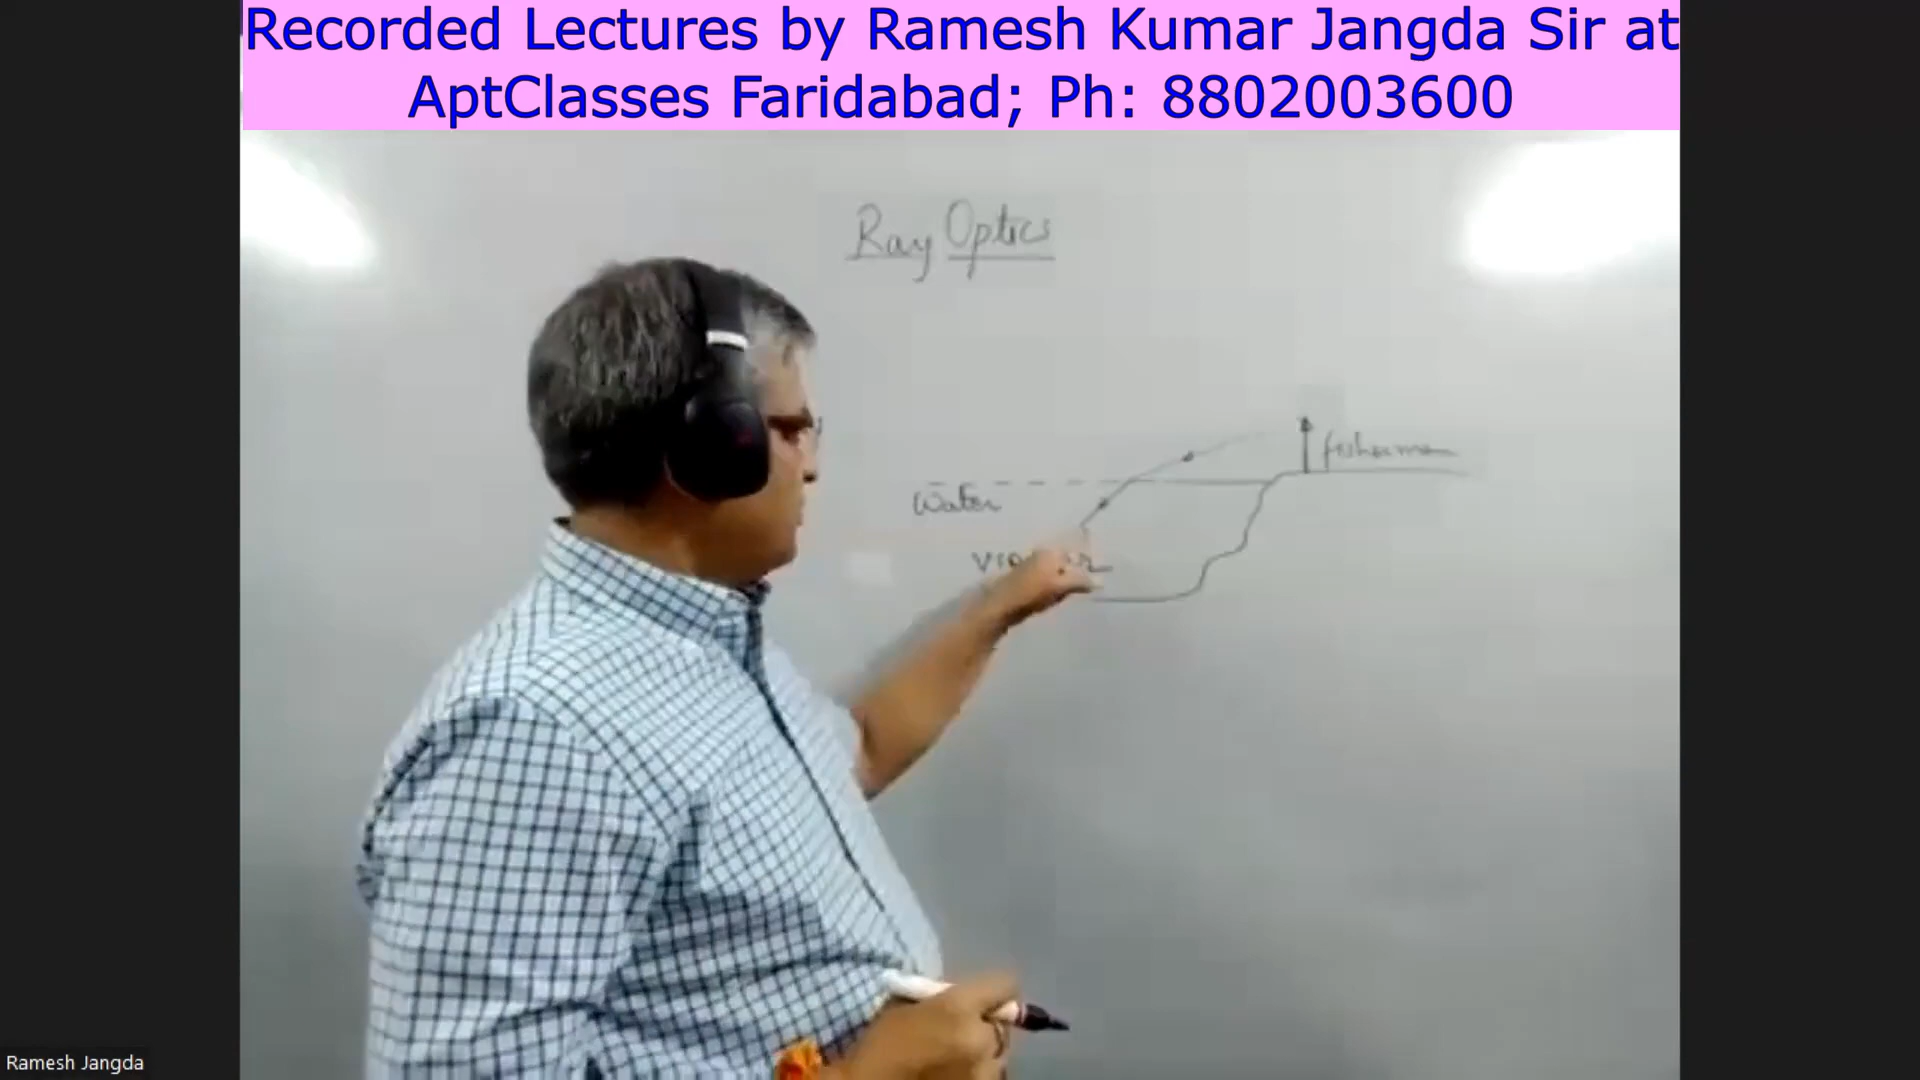 Recorded Lectures by Ramesh Kumar Jangda Sir at
AptClasses Faridabad; Ph: 8802003600
Ray Optics
fisherman
Water
Ramesh Jangda